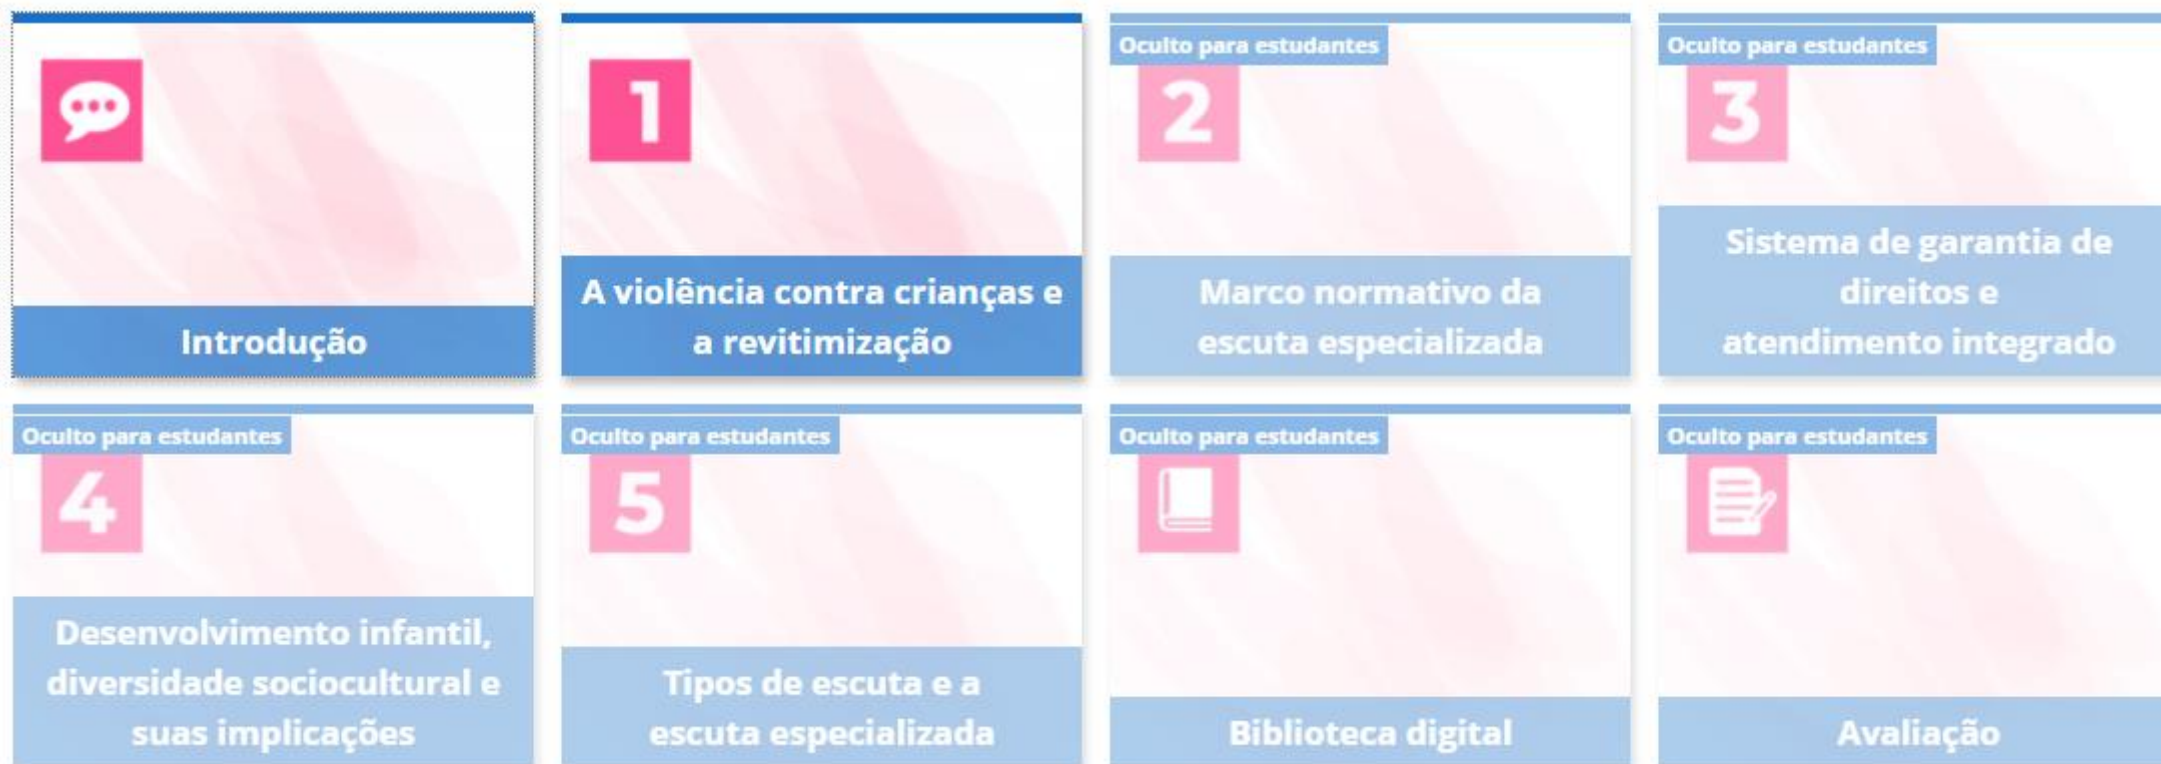 Introdução
1
A violência contra crianças e
a revitimização
Oculto para estudantes
2
Marco normativo da
escuta especializada
Oculto para estudantes
3
Sistema de garantia de
direitos e
atendimento integrado
Oculto para estudantes
4
Desenvolvimento infantil,
diversidade sociocultural e
suas implicações
Oculto para estudantes
5
Tipos de escuta e a
escuta especializada
Oculto para estudantes
Biblioteca digital
Oculto para estudantes
Avaliação